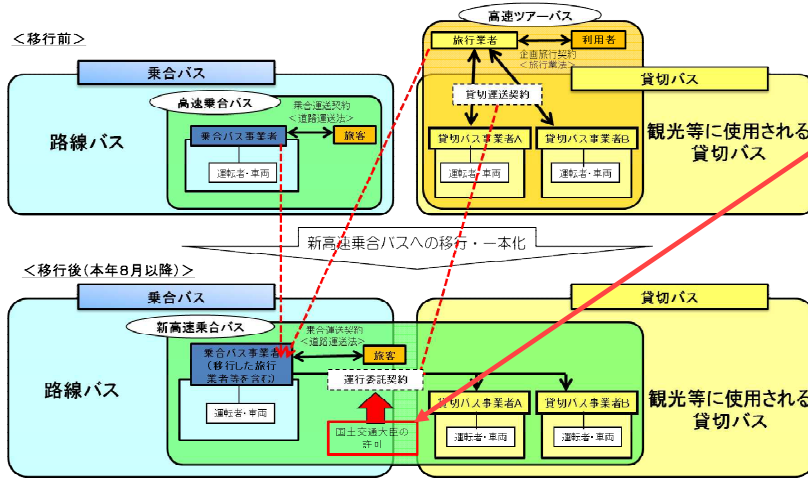 ＜移行前＞
高速ツアーバス
旅行業者
利用者
企画旅行契約
＜旅行業法＞
乗合バス
貸切バス
高速乗合バス
乗合運送契約
＜道路運送法＞
貸切運送契約
路線バス
乗合バス事業者
旅客
貸切バス事業者A
貸切バス事業者B
観光等に使用される
貸切バス
運転者・車両
運転者・車両
運転者・車両
新高速乗合バスへの移行・一本化
＜移行後(本年８月以降)＞
乗合バス
貸切バス
新高速乗合バス
乗合運送契約
＜道路運送法＞
乗合バス事業者
(移行した旅行
業者等を含む)
旅客
路線バス
運行委託契約
貸切バス事業者A
貸切バス事業者B
観光等に使用される
貸切バス
運転者・車両
国土交通大臣の
許可
運転者・車両
運転者・車両